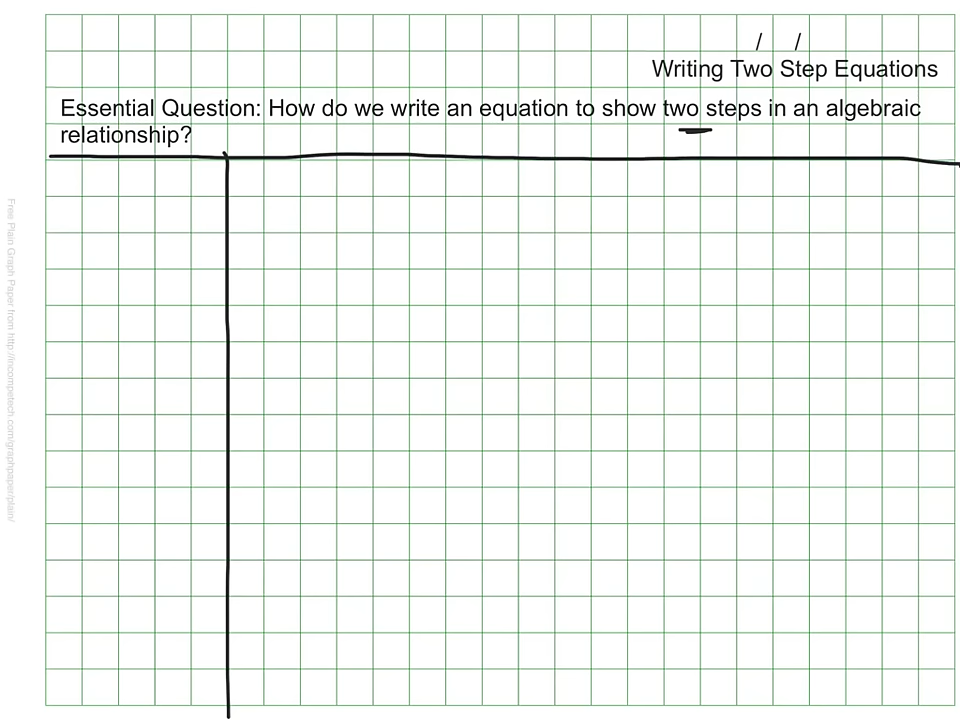 / /
Writing Two Step Equations
Essential Question: How do we write an equation to show two steps in an algebraic
relationship?
Free Plain Graph Paper from http://incompetech.com/graphpaper/plain/